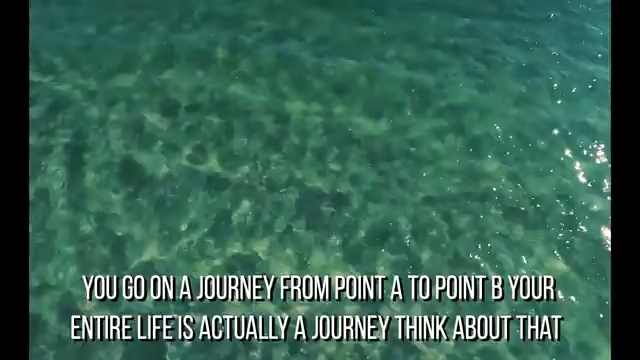 YOU GO ON A JOURNEY FROM POINT A TO POINT B YOUR
ENTIRE LIFE IS ACTUALLY A JOURNEY THINK ABOUT THAT